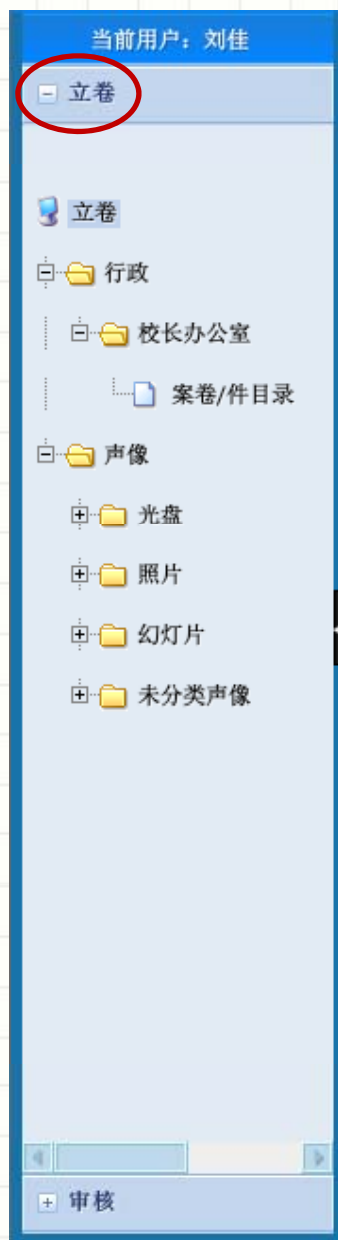 当前用户：刘佳
立卷
立卷
行政
校长办公室
案卷/件目录
声像
光盘
照片
幻灯片
未分类声像
审核